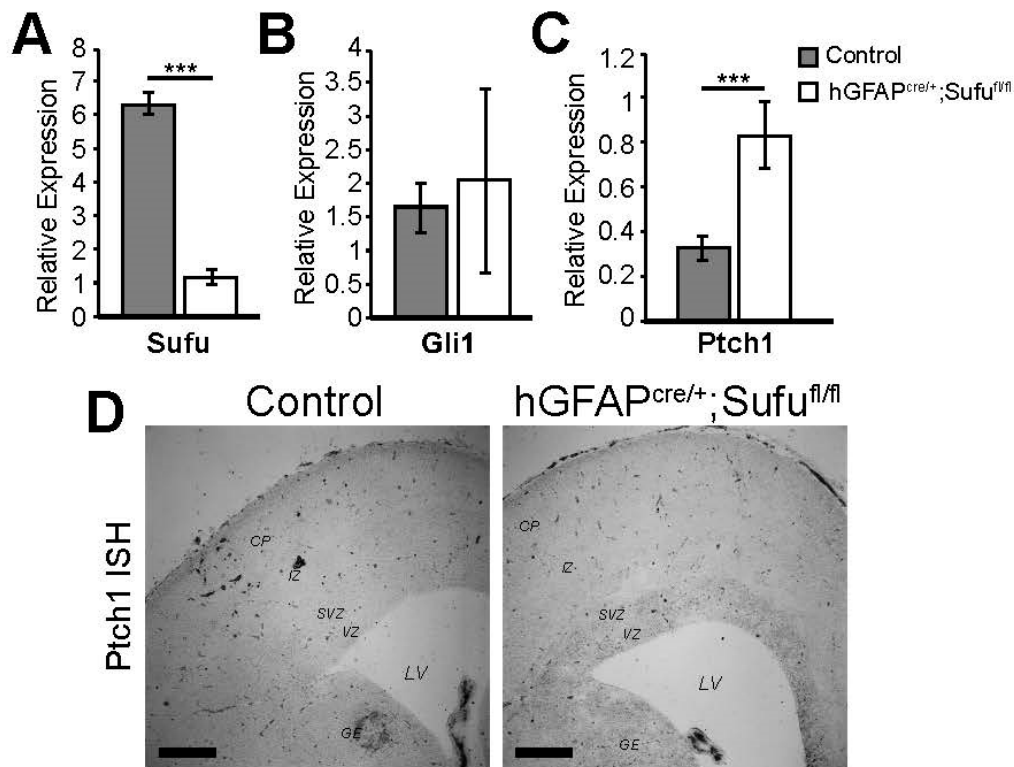 A
8
7
6
5
4
3
2
1
0
Relative Expression
***
Sufu
B
4
3.5
3
2.5
2
1.5
1
0.5
0
Relative Expression
Gli1
C
1.2
1
0.8
0.6
0.4
0.2
0
Relative Expression
***
Ptch1
Control
hGFAPcre/+;Sufufl/fl
D
Control
hGFAPcre/+;Sufufl/fl
Ptch1 ISH
CP
IZ
SVZ
VZ
LV
GE
CP
IZ
SVZ
VZ
LV
GE